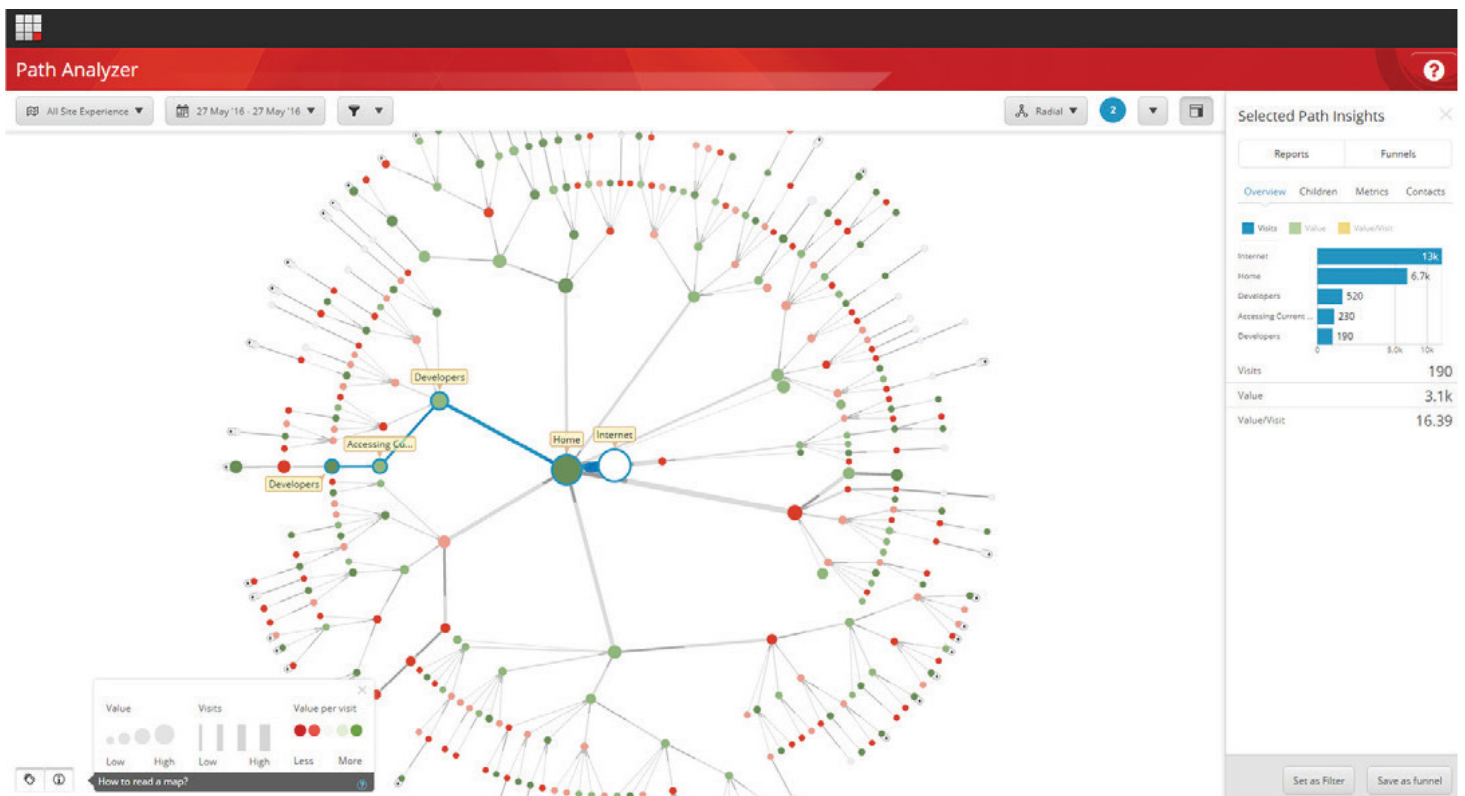 Path Analyzer
?
All Site Experience
27 May '16 - 27 May '16
Radial
2
Selected Path Insights
Reports Funnels
Overview Children Metrics Contacts
Visits Value Value/Visit
Internet 13k
Home 6.7k
Developers 520
Accessing Current ... 230
Developers 190
0 5.0k 10k
Visits 190
Value 3.1k
Value/Visit 16.39
Developers
Accessing Cu...
Home
Internet
Developers
Value Visits Value per visit
Low High Low High Less More
How to read a map? ?
Set as Filter Save as funnel